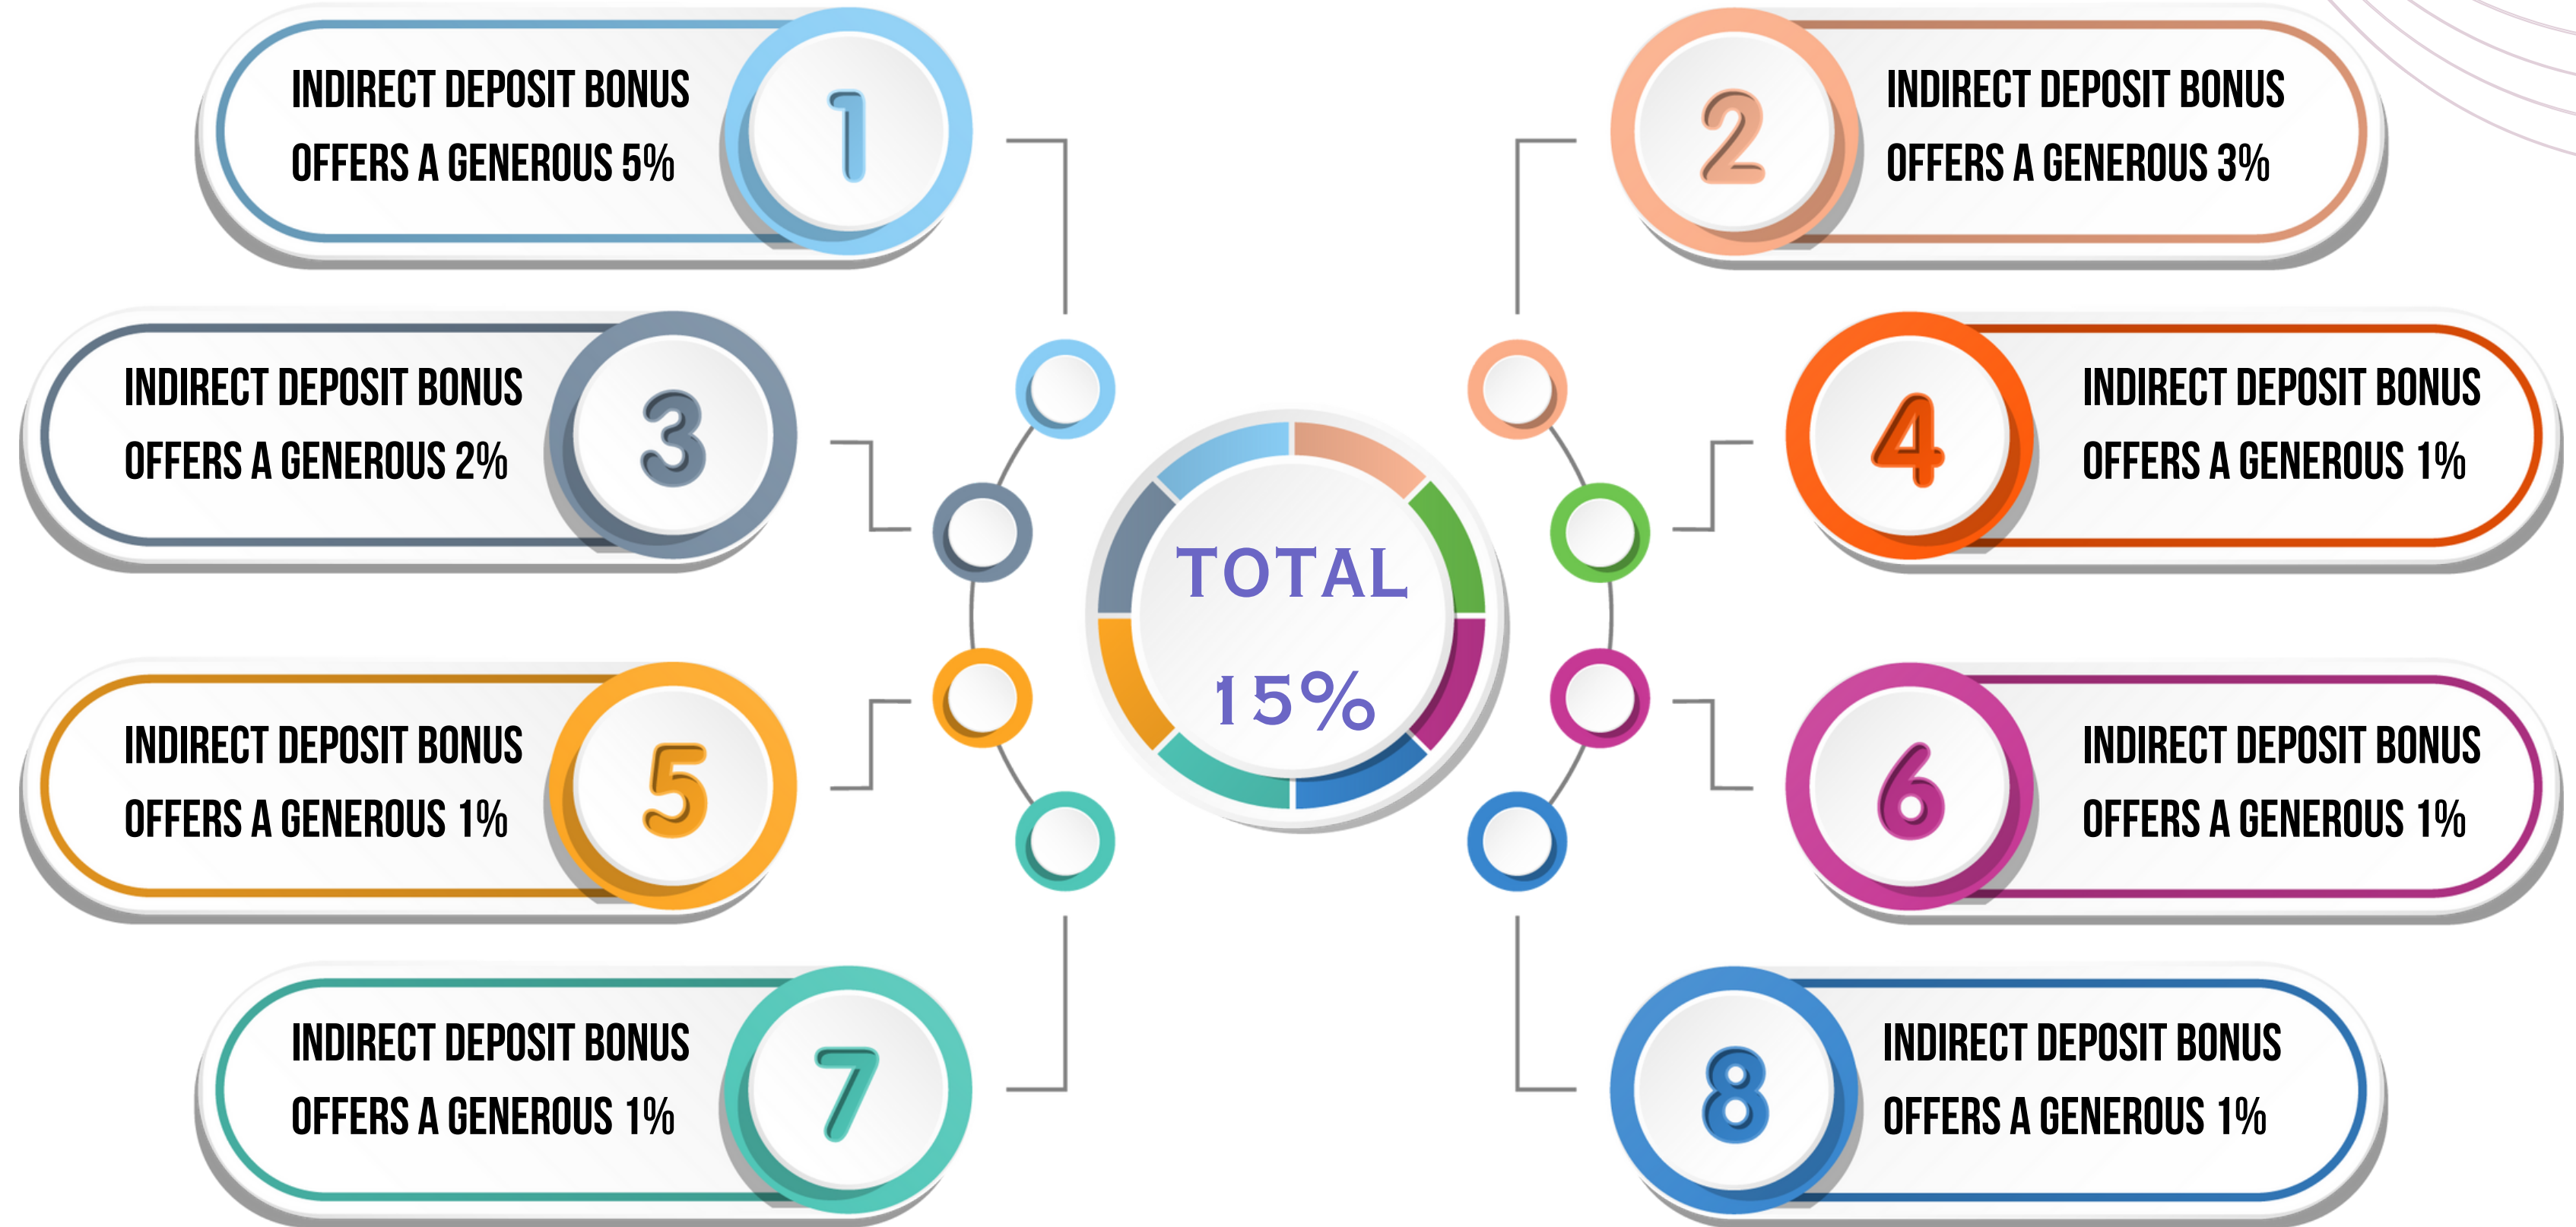 INDIRECT DEPOSIT BONUS
OFFERS A GENEROUS 5%
1
2
INDIRECT DEPOSIT BONUS
OFFERS A GENEROUS 3%
INDIRECT DEPOSIT BONUS
OFFERS A GENEROUS 2%
3
4
INDIRECT DEPOSIT BONUS
OFFERS A GENEROUS 1%
TOTAL
15%
INDIRECT DEPOSIT BONUS
OFFERS A GENEROUS 1%
5
6
INDIRECT DEPOSIT BONUS
OFFERS A GENEROUS 1%
INDIRECT DEPOSIT BONUS
OFFERS A GENEROUS 1%
7
8
INDIRECT DEPOSIT BONUS
OFFERS A GENEROUS 1%